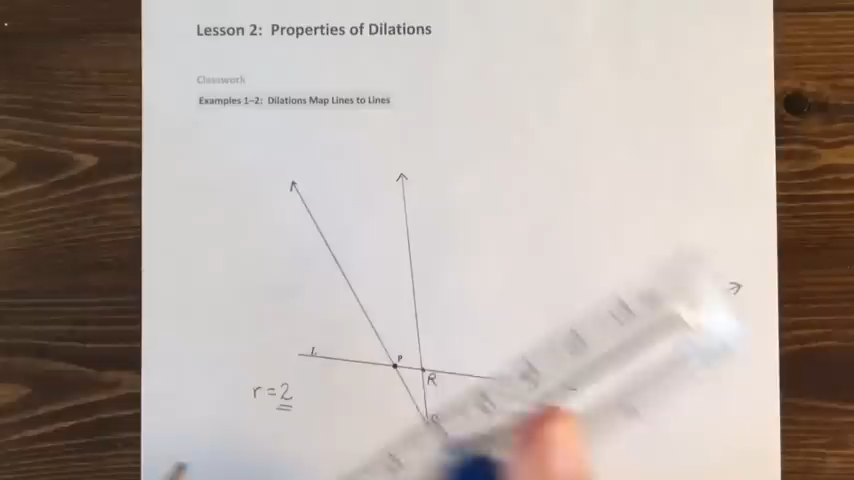 Lesson 2: Properties of Dilations
Classwork
Examples 1–2: Dilations Map Lines to Lines
L
P
R
r = 2